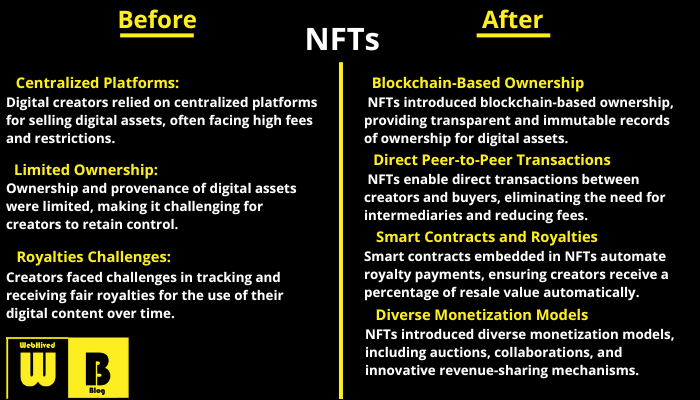 Before
NFTs
After
Centralized Platforms:
Digital creators relied on centralized platforms
for selling digital assets, often facing high fees
and restrictions.
Limited Ownership:
Ownership and provenance of digital assets
were limited, making it challenging for
creators to retain control.
Royalties Challenges:
Creators faced challenges in tracking and
receiving fair royalties for the use of their
digital content over time.
WebHived
W
B
Blog
Blockchain-Based Ownership
NFTs introduced blockchain-based ownership,
providing transparent and immutable records
of ownership for digital assets.
Direct Peer-to-Peer Transactions
NFTs enable direct transactions between
creators and buyers, eliminating the need for
intermediaries and reducing fees.
Smart Contracts and Royalties
Smart contracts embedded in NFTs automate
royalty payments, ensuring creators receive a
percentage of resale value automatically.
Diverse Monetization Models
NFTs introduced diverse monetization models,
including auctions, collaborations, and
innovative revenue-sharing mechanisms.